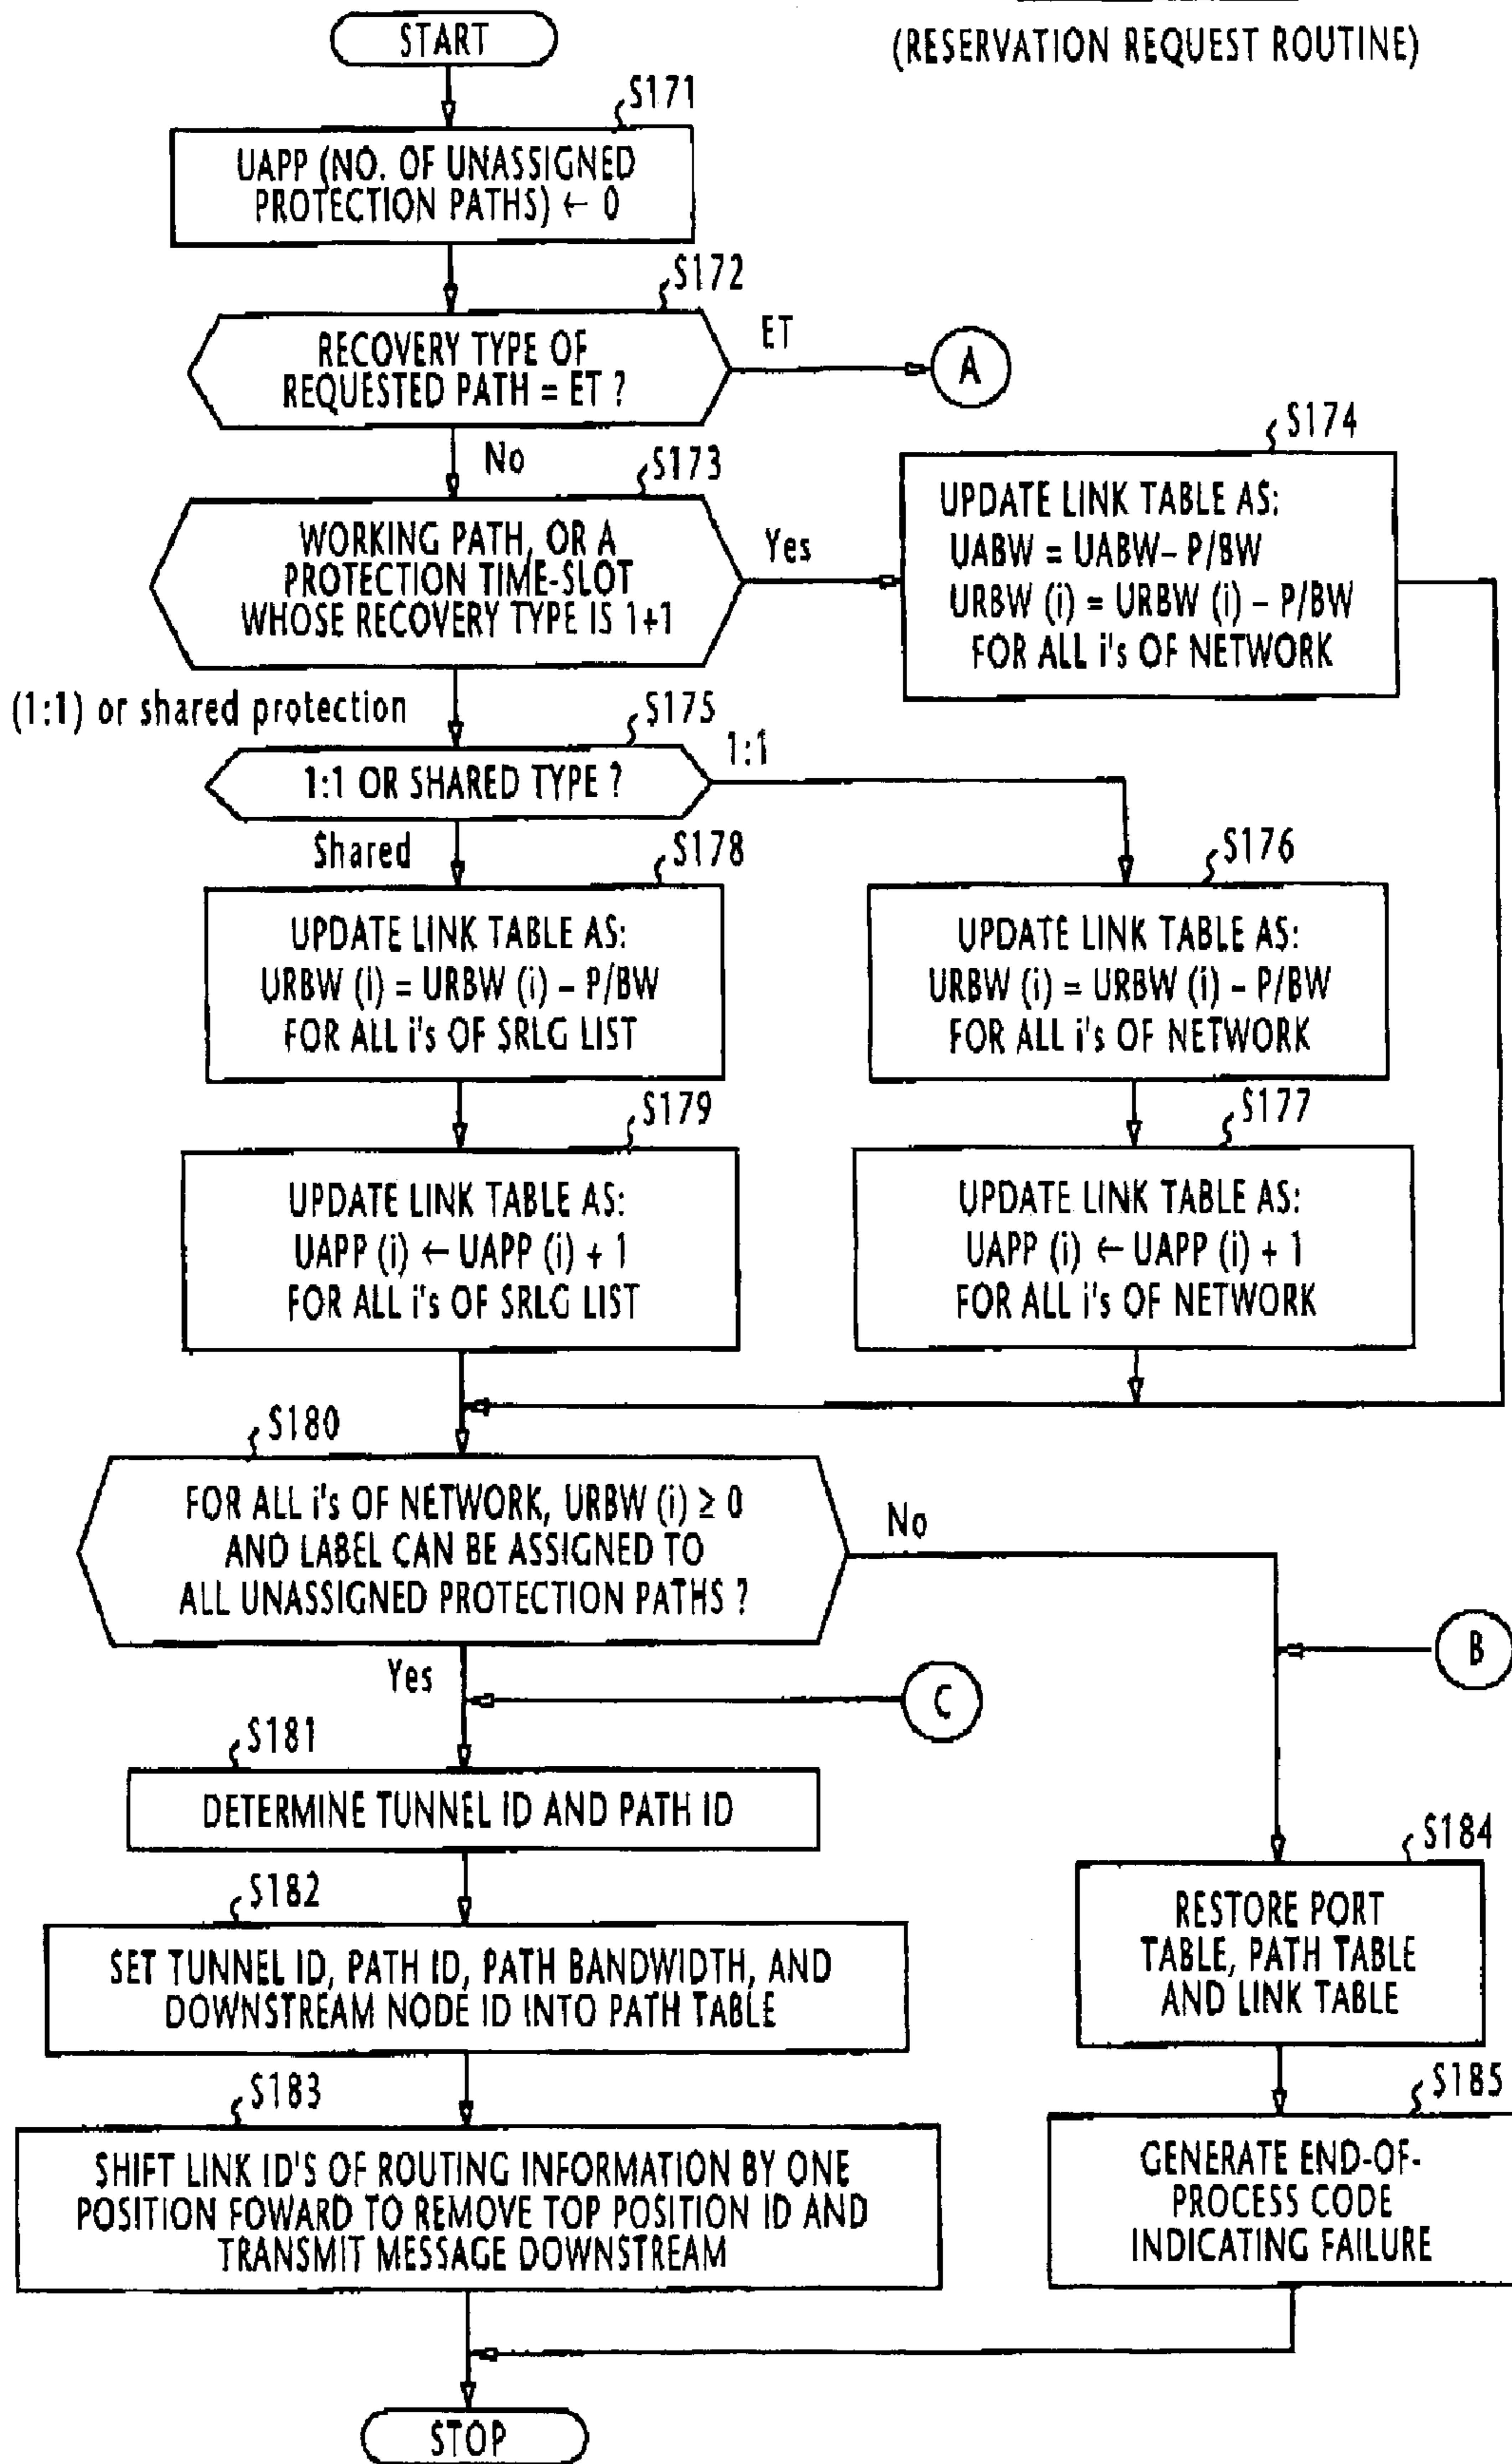 (RESERVATION REQUEST ROUTINE)
START
S171
UAPP (NO. OF UNASSIGNED
PROTECTION PATHS) ← 0
S172
RECOVERY TYPE OF
REQUESTED PATH = ET ?
ET
A
No
S173
WORKING PATH, OR A
PROTECTION TIME-SLOT
WHOSE RECOVERY TYPE IS 1+1
Yes
S174
UPDATE LINK TABLE AS:
UABW = UABW– P/BW
URBW (i) = URBW (i) – P/BW
FOR ALL i's OF NETWORK
(1:1) or shared protection
S175
1:1 OR SHARED TYPE ?
1:1
Shared
S178
UPDATE LINK TABLE AS:
URBW (i) = URBW (i) – P/BW
FOR ALL i's OF SRLG LIST
S176
UPDATE LINK TABLE AS:
URBW (i) = URBW (i) – P/BW
FOR ALL i's OF NETWORK
S179
UPDATE LINK TABLE AS:
UAPP (i) ← UAPP (i) + 1
FOR ALL i's OF SRLG LIST
S177
UPDATE LINK TABLE AS:
UAPP (i) ← UAPP (i) + 1
FOR ALL i's OF NETWORK
S180
FOR ALL i's OF NETWORK, URBW (i) ≥ 0
AND LABEL CAN BE ASSIGNED TO
ALL UNASSIGNED PROTECTION PATHS ?
No
B
Yes
C
S181
DETERMINE TUNNEL ID AND PATH ID
S182
SET TUNNEL ID, PATH ID, PATH BANDWIDTH, AND
DOWNSTREAM NODE ID INTO PATH TABLE
S184
RESTORE PORT
TABLE, PATH TABLE
AND LINK TABLE
S183
SHIFT LINK ID'S OF ROUTING INFORMATION BY ONE
POSITION FOWARD TO REMOVE TOP POSITION ID AND
TRANSMIT MESSAGE DOWNSTREAM
S185
GENERATE END-OF-
PROCESS CODE
INDICATING FAILURE
STOP